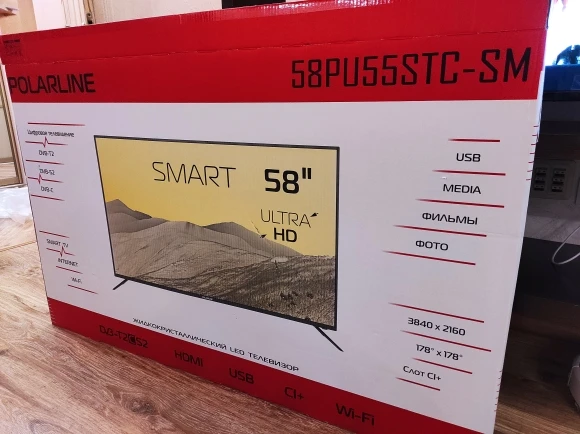 POLARLINE
58PU55STC-SM
Цифровое телевидение
DVB-T2
DVB-S2
DVB-C
SMART TV
INTERNET
Wi-Fi
SMART
58"
ULTRA
HD
USB
MEDIA
ФИЛЬМЫ
ФОТО
3840 x 2160
178° x 178°
Слот CI+
ЖИДКОКРИСТАЛЛИЧЕСКИЙ LED ТЕЛЕВИЗОР
DVB-T2 C S2
HDMI
USB
CI+
Wi-Fi